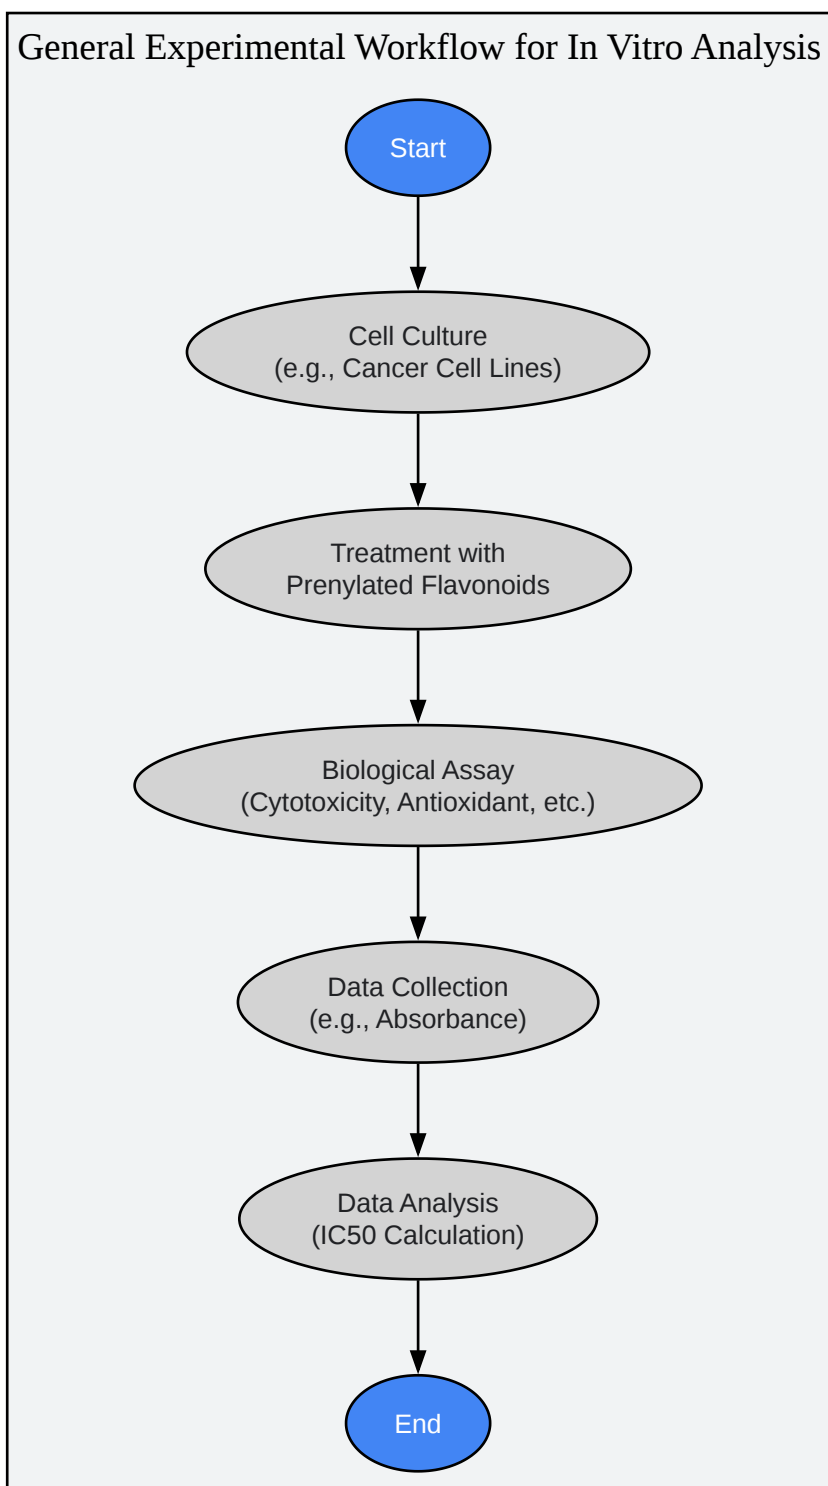 General Experimental Workflow for In Vitro Analysis
Start
Cell Culture
(e.g., Cancer Cell Lines)
Treatment with
Prenylated Flavonoids
Biological Assay
(Cytotoxicity, Antioxidant, etc.)
Data Collection
(e.g., Absorbance)
Data Analysis
(IC50 Calculation)
End